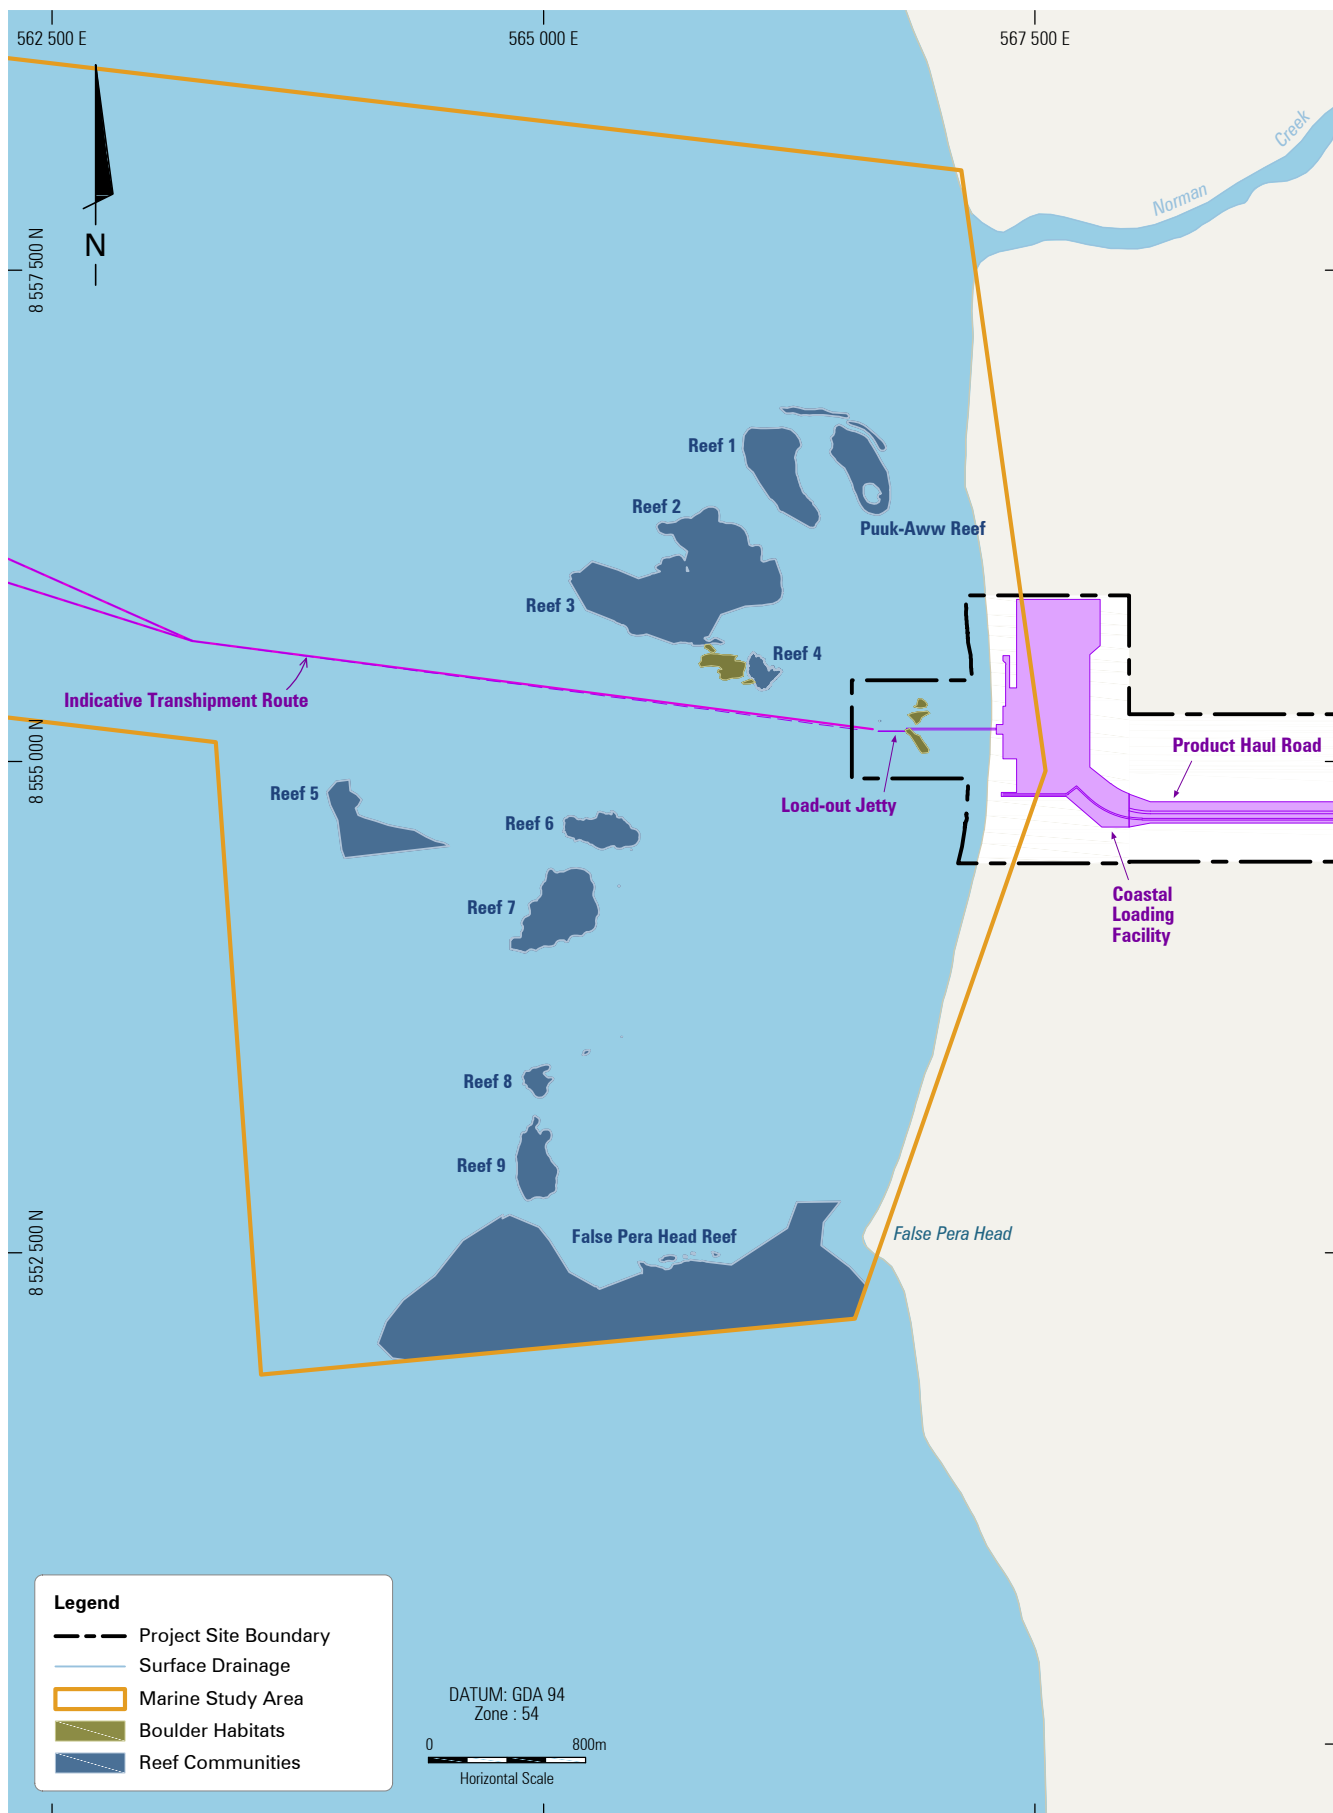 562 500 E
565 000 E
567 500 E
Norman
Creek
N
8 557 500 N
Reef 1
Reef 2
Puuk-Aww Reef
Reef 3
Reef 4
Indicative Transhipment Route
8 555 000 N
Product Haul Road
Reef 5
Load-out Jetty
Reef 6
Coastal
Loading
Facility
Reef 7
Reef 8
Reef 9
8 552 500 N
False Pera Head Reef
False Pera Head
Legend
Project Site Boundary
Surface Drainage
Marine Study Area
Boulder Habitats
Reef Communities
DATUM: GDA 94
Zone : 54
0 800m
Horizontal Scale